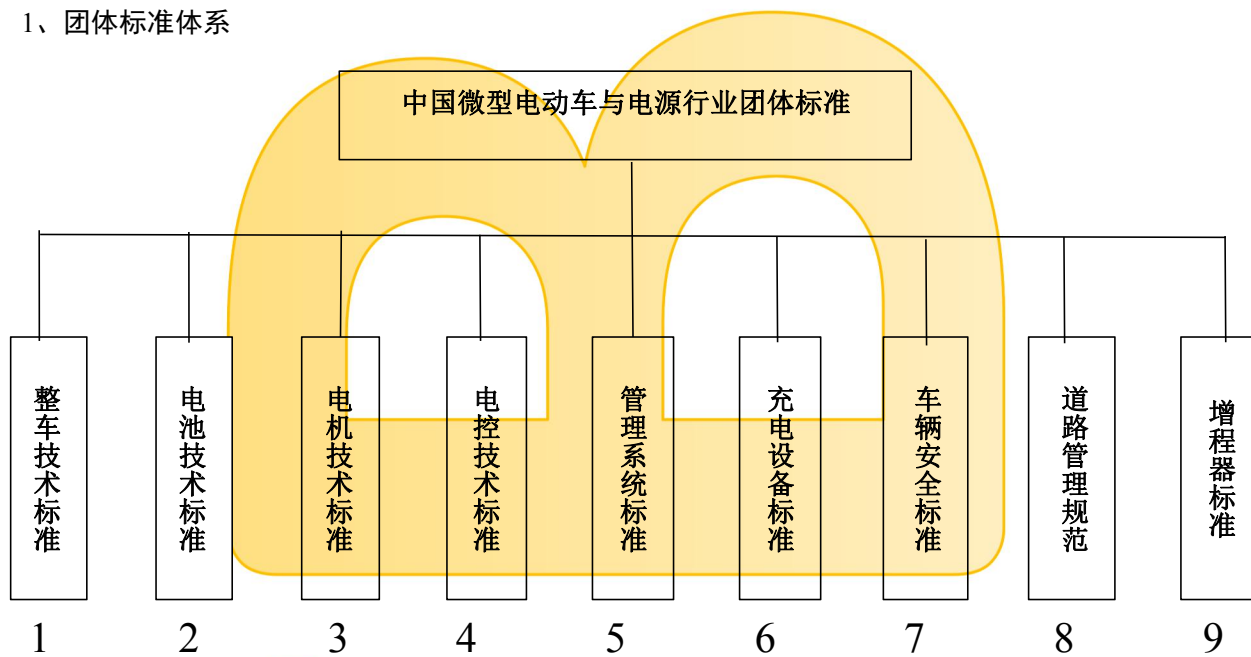 1、团体标准体系
中国微型电动车与电源行业团体标准
整车技术标准
电池技术标准
电机技术标准
电控技术标准
管理系统标准
充电设备标准
车辆安全标准
道路管理规范
增程器标准
1 2 3 4 5 6 7 8 9